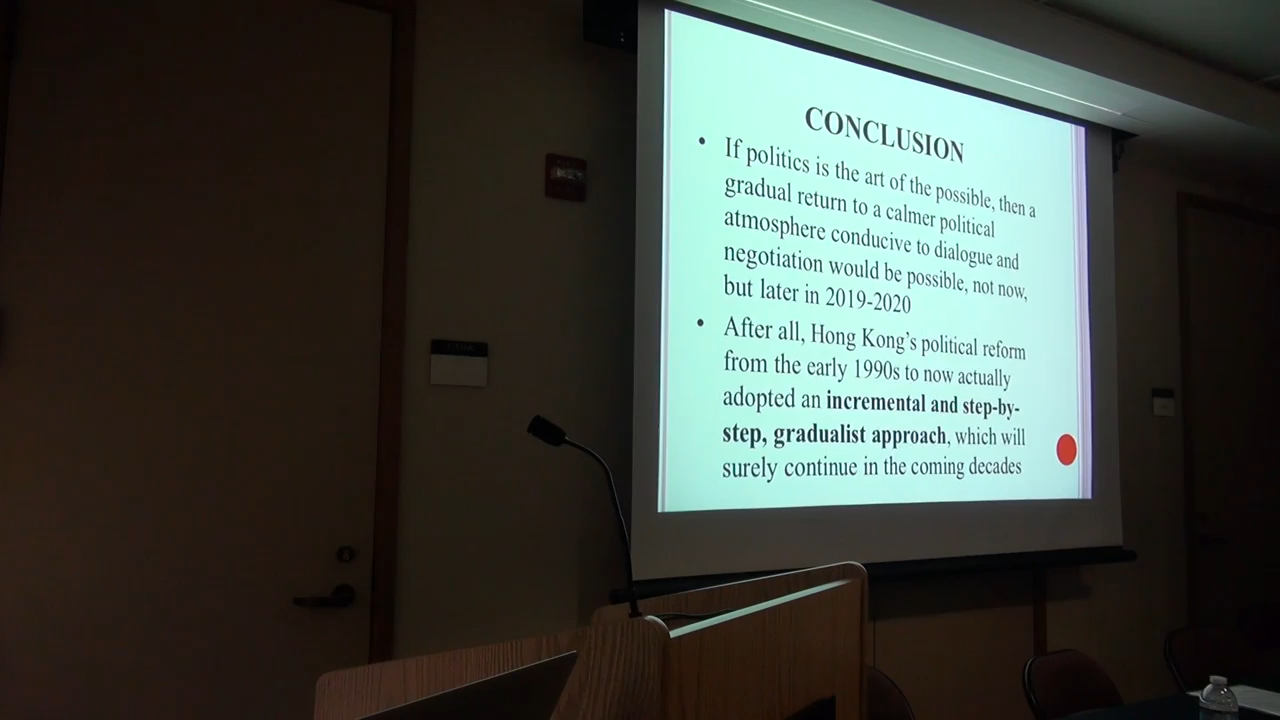 CONCLUSION
• If politics is the art of the possible, then a
gradual return to a calmer political
atmosphere conducive to dialogue and
negotiation would be possible, not now,
but later in 2019-2020
• After all, Hong Kong’s political reform
from the early 1990s to now actually
adopted an incremental and step-by-
step, gradualist approach, which will
surely continue in the coming decades